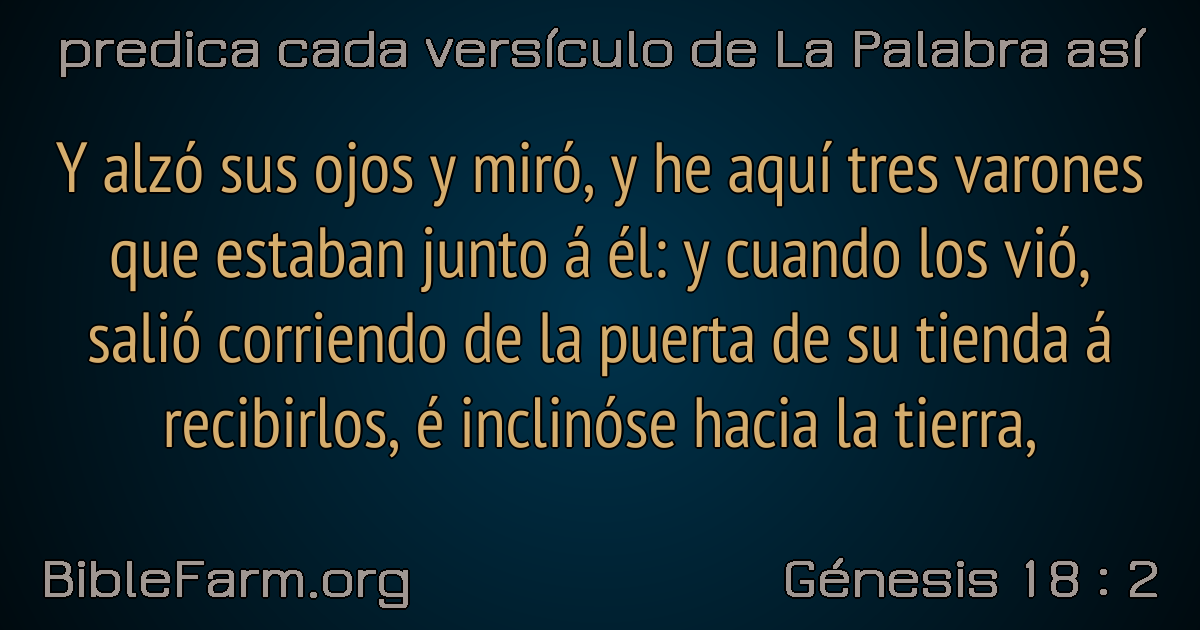 predica cada versículo de La Palabra así
Y alzó sus ojos y miró, y he aquí tres varones
que estaban junto á él: y cuando los vió,
salió corriendo de la puerta de su tienda á
recibirlos, é inclinóse hacia la tierra,
BibleFarm.org
Génesis 18 : 2